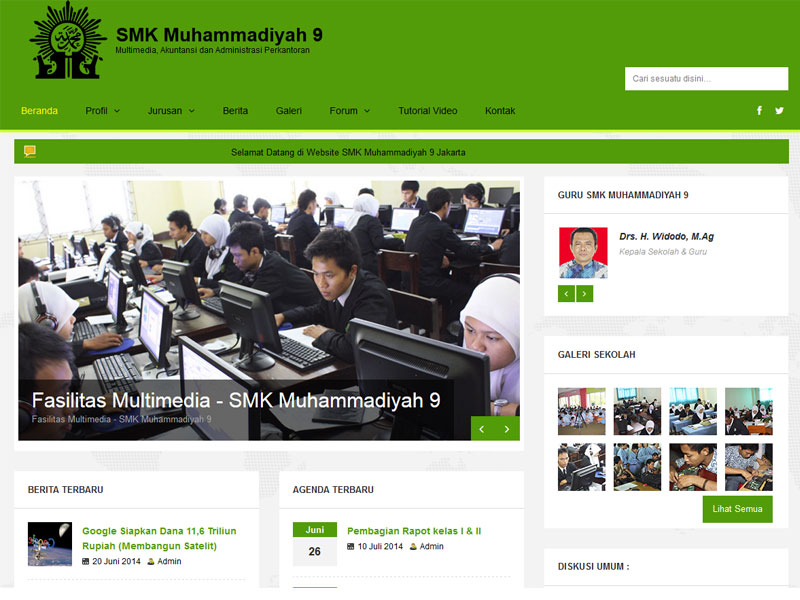 SMK Muhammadiyah 9
Multimedia, Akuntansi dan Administrasi Perkantoran
Cari sesuatu disini...
Beranda Profil Jurusan Berita Galeri Forum Tutorial Video Kontak
Selamat Datang di Website SMK Muhammadiyah 9 Jakarta
Fasilitas Multimedia - SMK Muhammadiyah 9
Fasilitas Multimedia - SMK Muhammadiyah 9
GURU SMK MUHAMMADIYAH 9
Drs. H. Widodo, M.Ag
Kepala Sekolah & Guru
GALERI SEKOLAH
Lihat Semua
BERITA TERBARU
Google Siapkan Dana 11,6 Triliun
Rupiah (Membangun Satelit)
20 Juni 2014 Admin
AGENDA TERBARU
Juni
26
Pembagian Rapot kelas I & II
10 Juli 2014 Admin
DISKUSI UMUM :